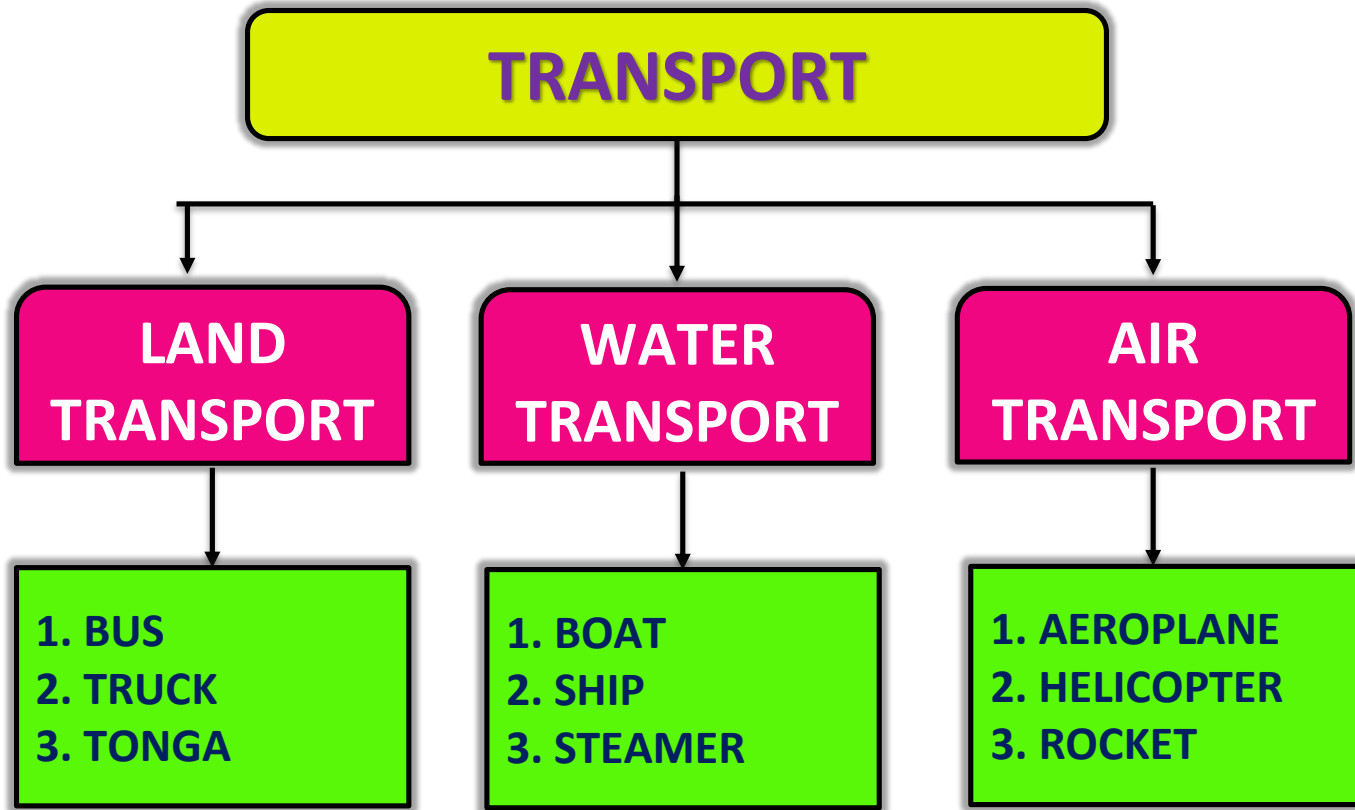 TRANSPORT
LAND
TRANSPORT
WATER
TRANSPORT
AIR
TRANSPORT
1. BUS
2. TRUCK
3. TONGA
1. BOAT
2. SHIP
3. STEAMER
1. AEROPLANE
2. HELICOPTER
3. ROCKET